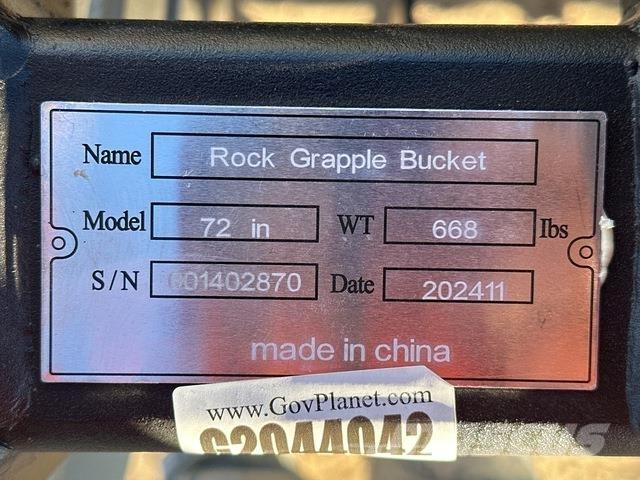 Name Rock Grapple Bucket
Model 72 in WT 668 lbs
S/N 001402870 Date 202411
made in china
www.GovPlanet.com
G2044042